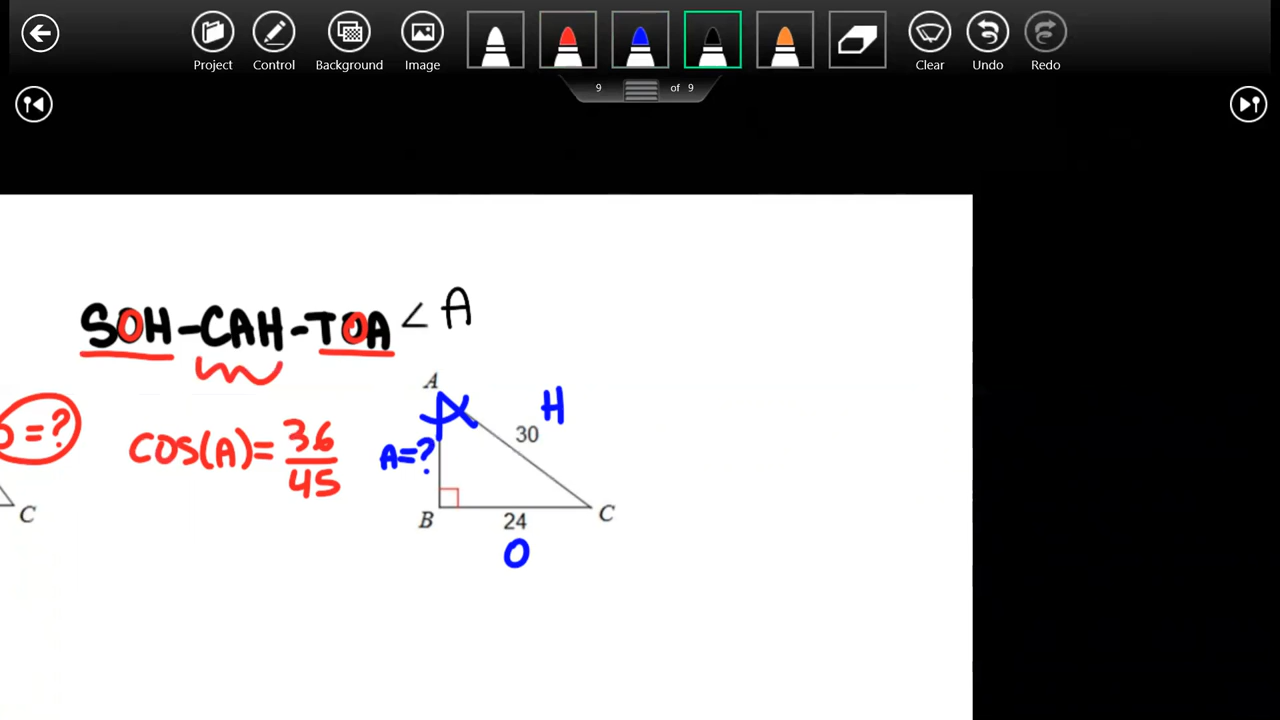 Project Control Background Image Clear Undo Redo
9 of 9
SOH-CAH-TOA < A
A
=?
cos(A)= 36/45
A=?
30
H
C
B
24
C
O